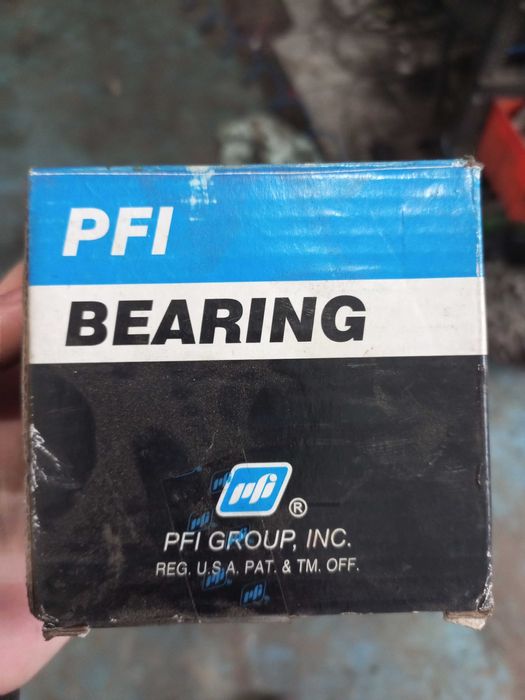 PFI
BEARING
pfi ®
PFI GROUP, INC.
REG. U.S.A. PAT. & TM. OFF.